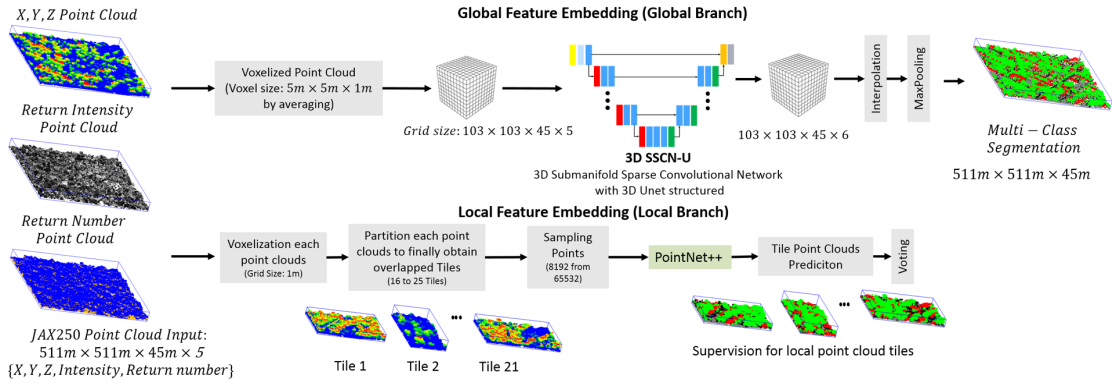 X, Y, Z Point Cloud
Return Intensity
Point Cloud
Return Number
Point Cloud
JAX250 Point Cloud Input:
511m × 511m × 45m × 5
{X, Y, Z, Intensity, Return number}
Global Feature Embedding (Global Branch)
Voxelized Point Cloud
(Voxel size: 5m × 5m × 1m
by averaging)
Grid size: 103 × 103 × 45 × 5
3D SSCN-U
3D Submanifold Sparse Convolutional Network
with 3D Unet structured
103 × 103 × 45 × 6
Interpolation
MaxPooling
Multi − Class
Segmentation
511m × 511m × 45m
Local Feature Embedding (Local Branch)
Voxelization each
point clouds
(Grid Size: 1m)
Partition each point
clouds to finally obtain
overlapped Tiles
(16 to 25 Tiles)
Sampling
Points
(8192 from
65532)
PointNet++
Tile Point Clouds
Prediciton
Voting
Tile 1
Tile 2
Tile 21
Supervision for local point cloud tiles